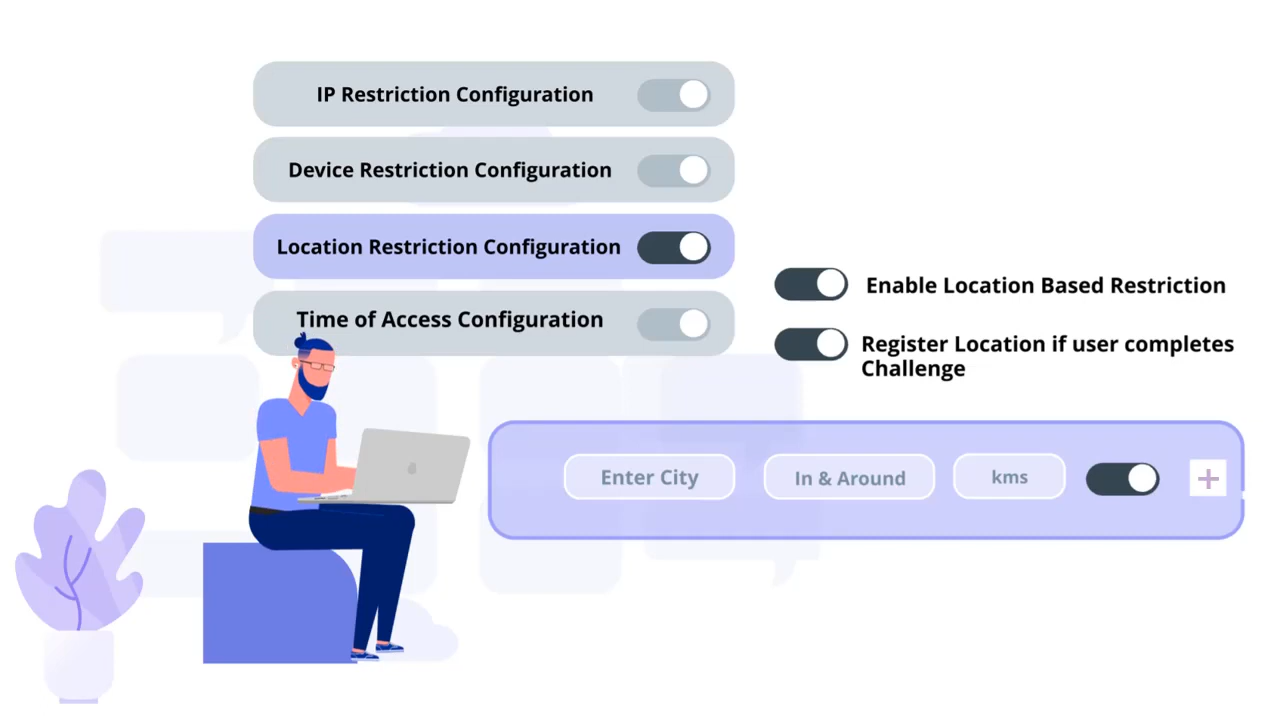 IP Restriction Configuration
Device Restriction Configuration
Location Restriction Configuration
Time of Access Configuration
Enable Location Based Restriction
Register Location if user completes
Challenge
Enter City
In & Around
kms
+